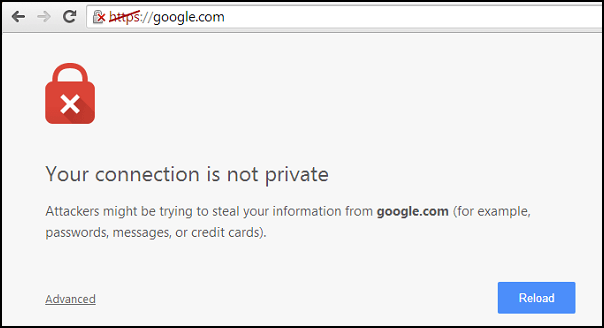 https://google.com
Your connection is not private
Attackers might be trying to steal your information from google.com (for example,
passwords, messages, or credit cards).
Advanced
Reload